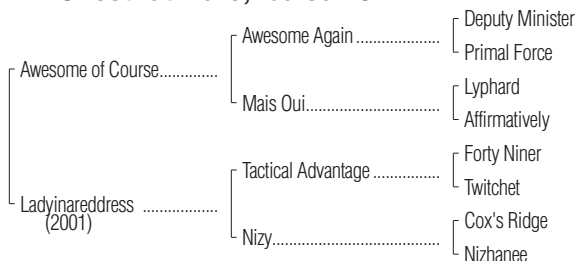 Awesome of Course..............
Awesome Again ....................
Deputy Minister
Primal Force
Mais Oui................................
Lyphard
Affirmatively
Ladyinareddress ..................
(2001)
Tactical Advantage ................
Forty Niner
Twitchet
Nizy........................................
Cox's Ridge
Nizhanee